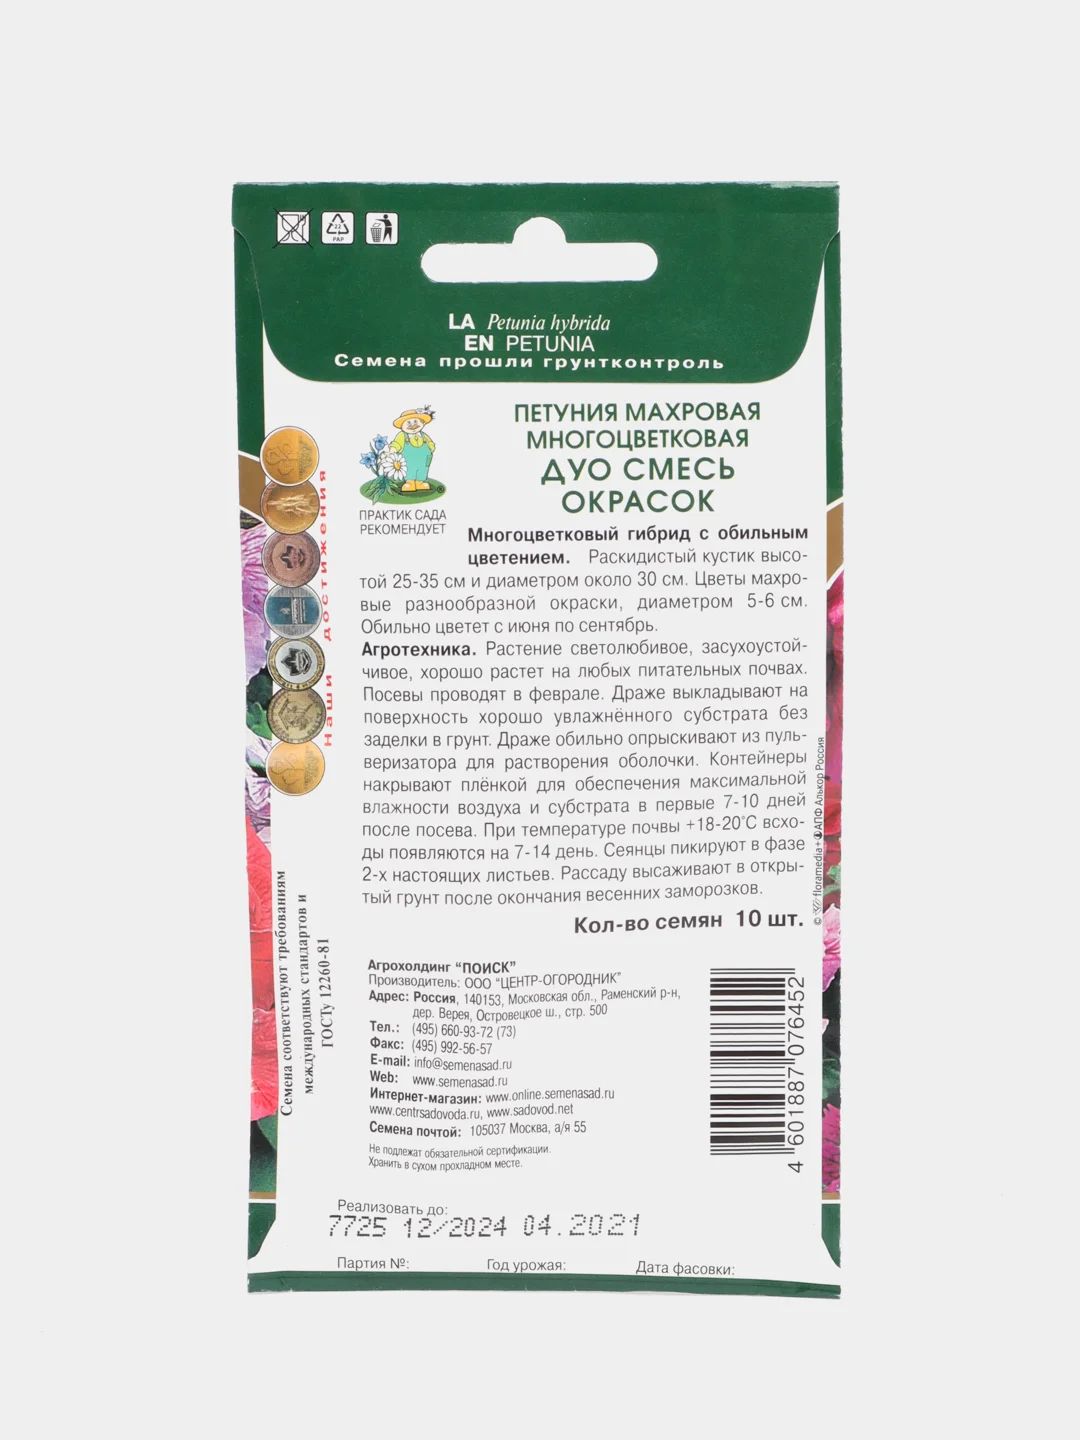 22
PAP
LA Petunia hybrida
EN PETUNIA
Семена прошли грунтконтроль
ПЕТУНИЯ МАХРОВАЯ
МНОГОЦВЕТКОВАЯ
ДУО СМЕСЬ
ОКРАСОК
ПРАКТИК САДА
РЕКОМЕНДУЕТ
Многоцветковый гибрид с обильным
цветением. Раскидистый кустик высо-
той 25-35 см и диаметром около 30 см. Цветы махро-
вые разнообразной окраски, диаметром 5-6 см.
Обильно цветет с июня по сентябрь.
Агротехника. Растение светолюбивое, засухоустой-
чивое, хорошо растет на любых питательных почвах.
Посевы проводят в феврале. Драже выкладывают на
поверхность хорошо увлажнённого субстрата без
заделки в грунт. Драже обильно опрыскивают из пуль-
веризатора для растворения оболочки. Контейнеры
накрывают плёнкой для обеспечения максимальной
влажности воздуха и субстрата в первые 7-10 дней
после посева. При температуре почвы +18-20°С всхо-
ды появляются на 7-14 день. Сеянцы пикируют в фазе
2-х настоящих листьев. Рассаду высаживают в откры-
тый грунт после окончания весенних заморозков.
Кол-во семян 10 шт.
Наши достижения
Семена соответствуют требованиям
международных стандартов и
ГОСТу 12260-81
Агрохолдинг "ПОИСК"
Производитель: ООО "ЦЕНТР-ОГОРОДНИК"
Адрес: Россия, 140153, Московская обл., Раменский р-н,
дер. Верея, Островецкое ш., стр. 500
Тел.: (495) 660-93-72 (73)
Факс: (495) 992-56-57
E-mail: info@semenasad.ru
Web: www.semenasad.ru
Интернет-магазин: www.online.semenasad.ru
www.centrsadovoda.ru, www.sadovod.net
Семена почтой: 105037 Москва, а/я 55
Не подлежат обязательной сертификации.
Хранить в сухом прохладном месте.
4 601887 076452
floramedia+©АПФ Алькор Россия
Реализовать до:
7725 12/2024 04.2021
Партия №: Год урожая: Дата фасовки: